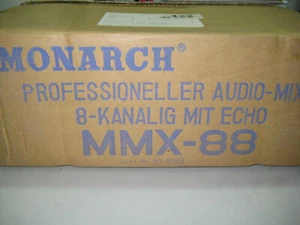 MONARCH®
PROFESSIONELLER AUDIO-MIX
8-KANALIG MIT ECHO
MMX-88